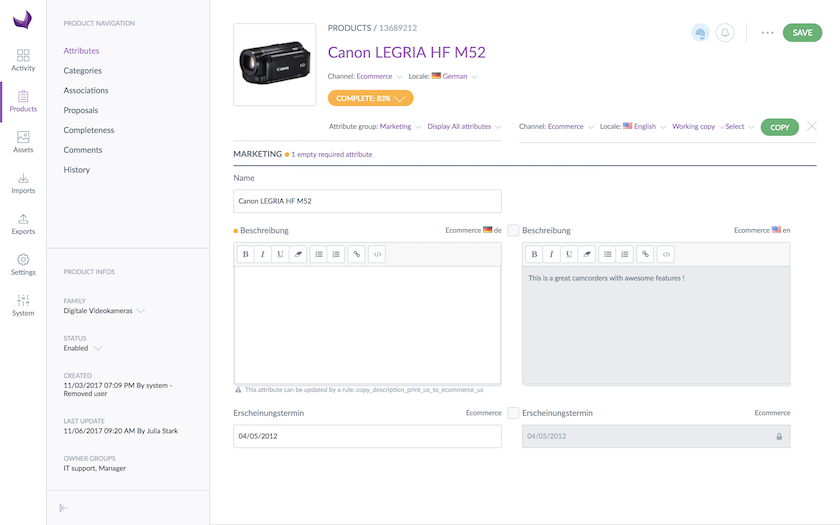 Activity
Products
Assets
Imports
Exports
Settings
System
PRODUCT NAVIGATION
Attributes
Categories
Associations
Proposals
Completeness
Comments
History
PRODUCT INFOS
FAMILY
Digitale Videokameras
STATUS
Enabled
CREATED
11/03/2017 07:09 PM By system -
Removed user
LAST UPDATE
11/06/2017 09:20 AM By Julia Stark
OWNER GROUPS
IT support, Manager
Canon
PRODUCTS / 13689212
Canon LEGRIA HF M52
Channel: Ecommerce Locale: German
COMPLETE: 83%
SAVE
Attribute group: Marketing Display All attributes
Channel: Ecommerce Locale: English Working copy Select COPY
MARKETING 1 empty required attribute
Name
Canon LEGRIA HF M52
Beschreibung Ecommerce de
B I U
Beschreibung Ecommerce en
B I U
This is a great camcorders with awesome features !
This attribute can be updated by a rule: copy_description_print_us_to_ecommerce_us
Erscheinungstermin Ecommerce
04/05/2012
Erscheinungstermin Ecommerce
04/05/2012